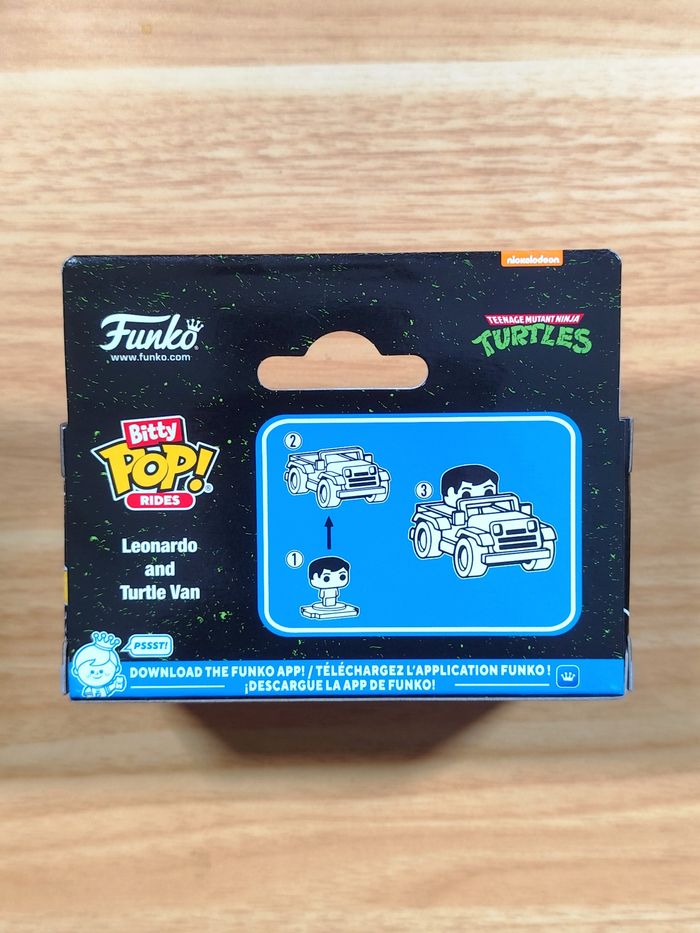 nickelodeon
Funko
www.funko.com
TEENAGE MUTANT NINJA
TURTLES
Bitty
POP!
RIDES
Leonardo
and
Turtle Van
2
3
1
PSSST!
DOWNLOAD THE FUNKO APP! / TÉLÉCHARGEZ L'APPLICATION FUNKO !
¡DESCARGUE LA APP DE FUNKO!